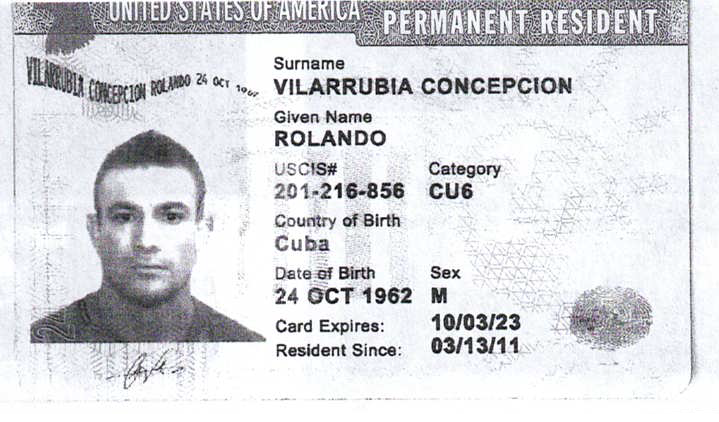 UNITED STATES OF AMERICA
PERMANENT RESIDENT
VILARRUBIA CONCEPCION ROLANDO 24 OCT 1962
Surname
VILARRUBIA CONCEPCION
Given Name
ROLANDO
USCIS# Category
201-216-856 CU6
Country of Birth
Cuba
Date of Birth Sex
24 OCT 1962 M
Card Expires: 10/03/23
Resident Since: 03/13/11